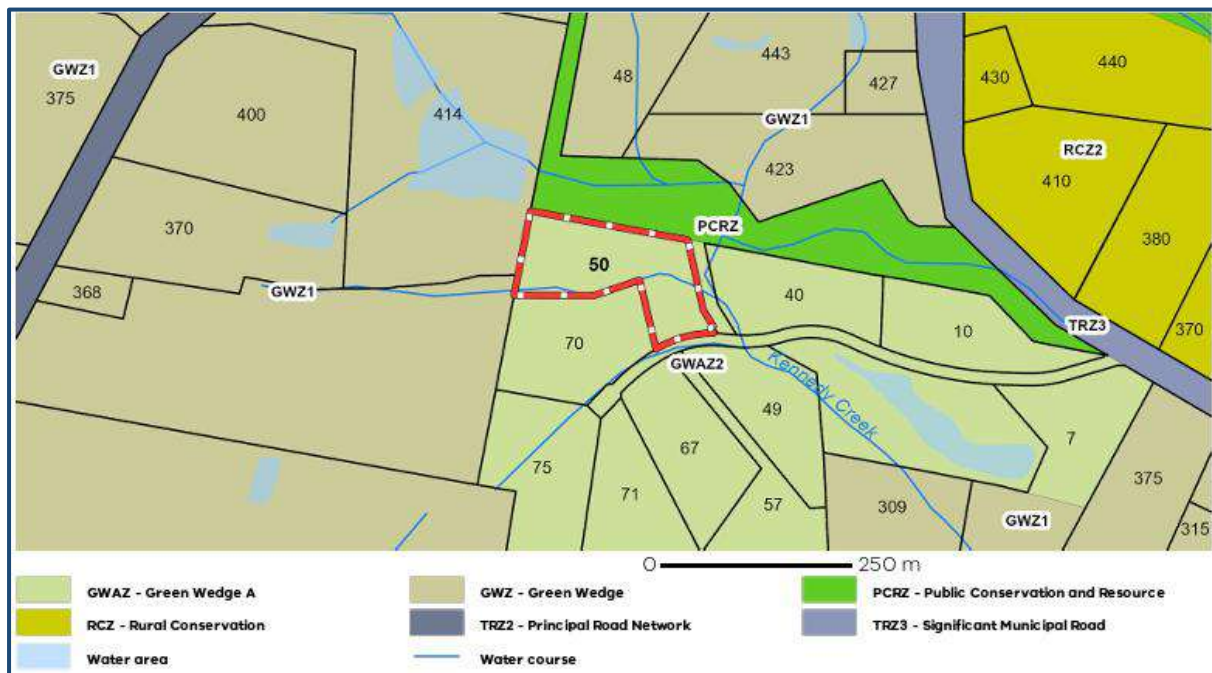 443
440
48
430
GWZ1
427
375
400
414
GWZ1
RCZ2
423
410
370
PCRZ
380
50
368
GWZ1
40
10
TRZ3
370
70
GWAZ2
Kennedy Creek
49
7
67
75
375
71
57
309
GWZ1
315
0 250 m
GWAZ - Green Wedge A GWZ - Green Wedge PCRZ - Public Conservation and Resource
RCZ - Rural Conservation TRZ2 - Principal Road Network TRZ3 - Significant Municipal Road
Water area Water course